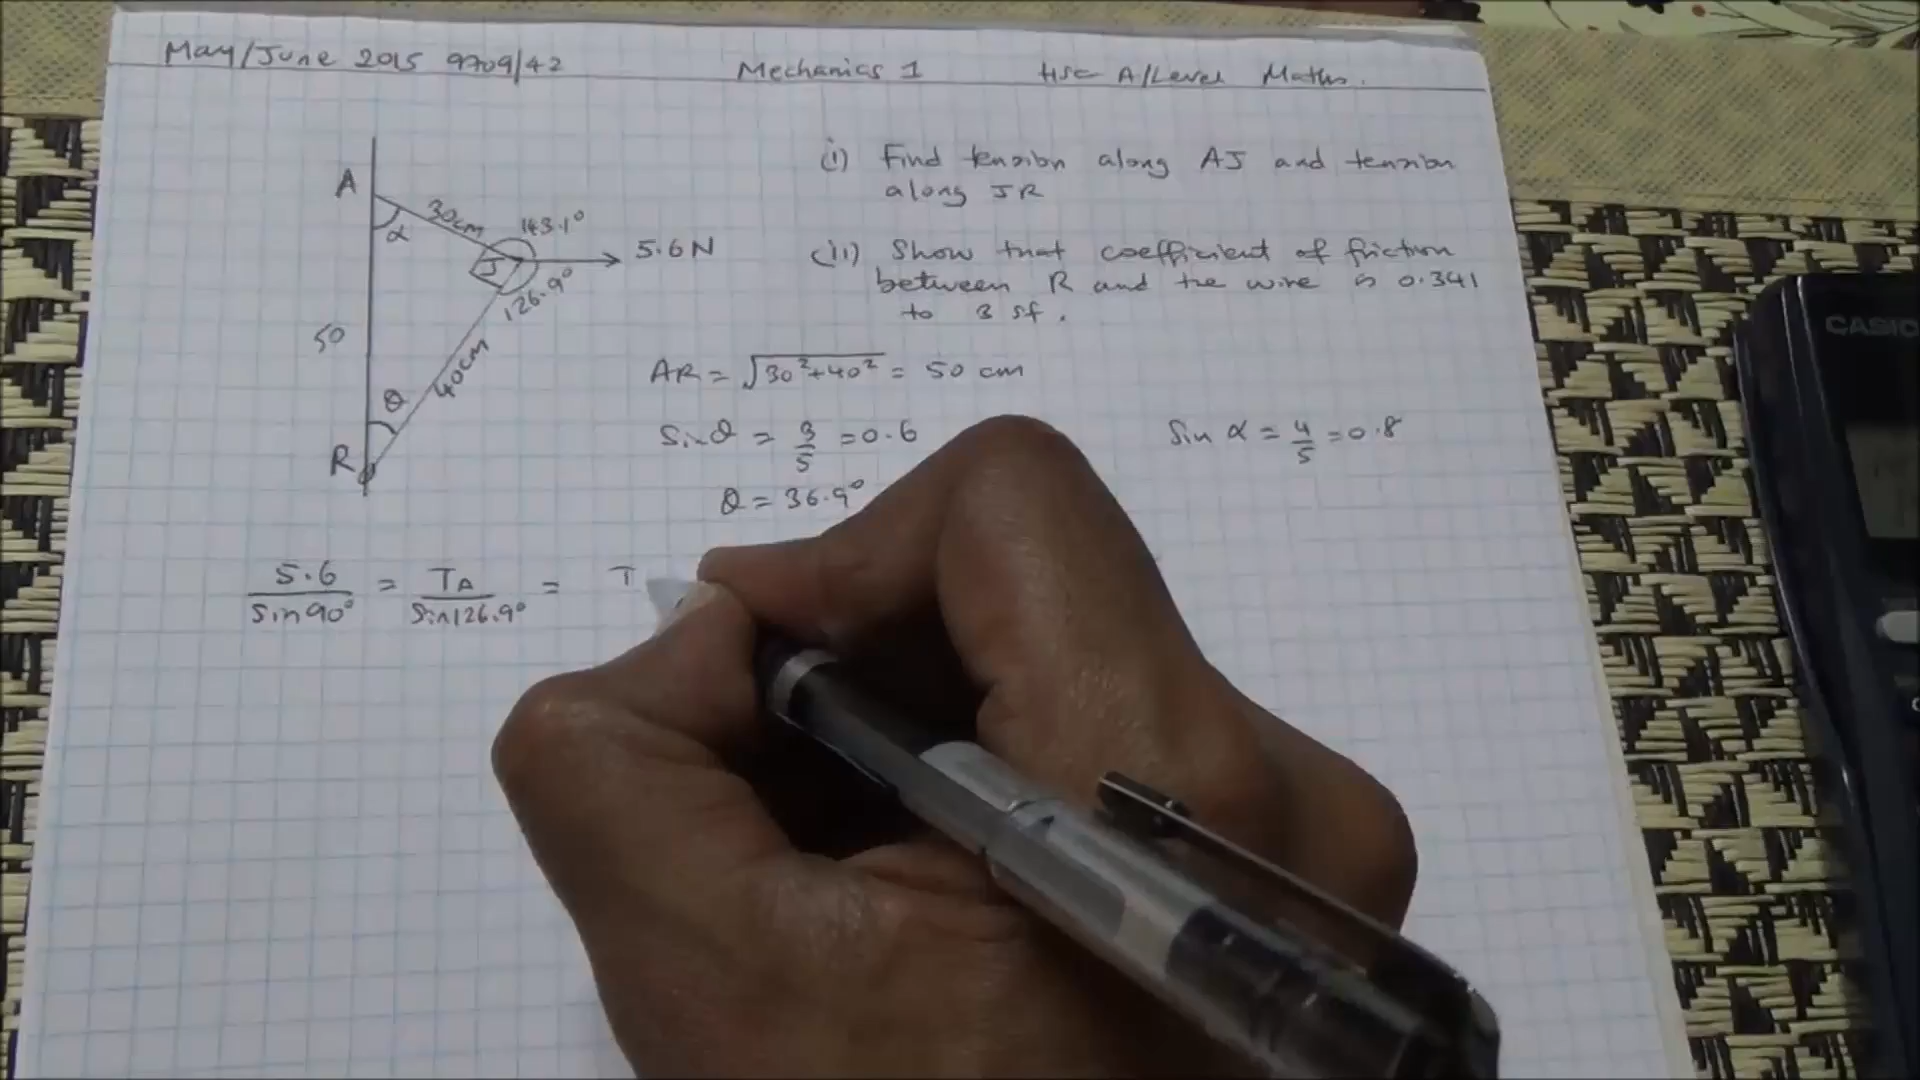 May/June 2015 9709/42 Mechanics 1 HSC A/Level Maths.
(i) Find tension along AJ and tension
along JR
(ii) Show that coefficient of friction
between R and the wire is 0.341
to 3 sf.
A
30cm
143.1°
α
J
5.6N
126.9°
50
40cm
θ
R
AR = √30²+40² = 50 cm
Sinθ = 3/5 = 0.6
Sin α = 4/5 = 0.8
θ = 36.9°
5.6/Sin90° = TA/Sin126.9° = T
CASIO